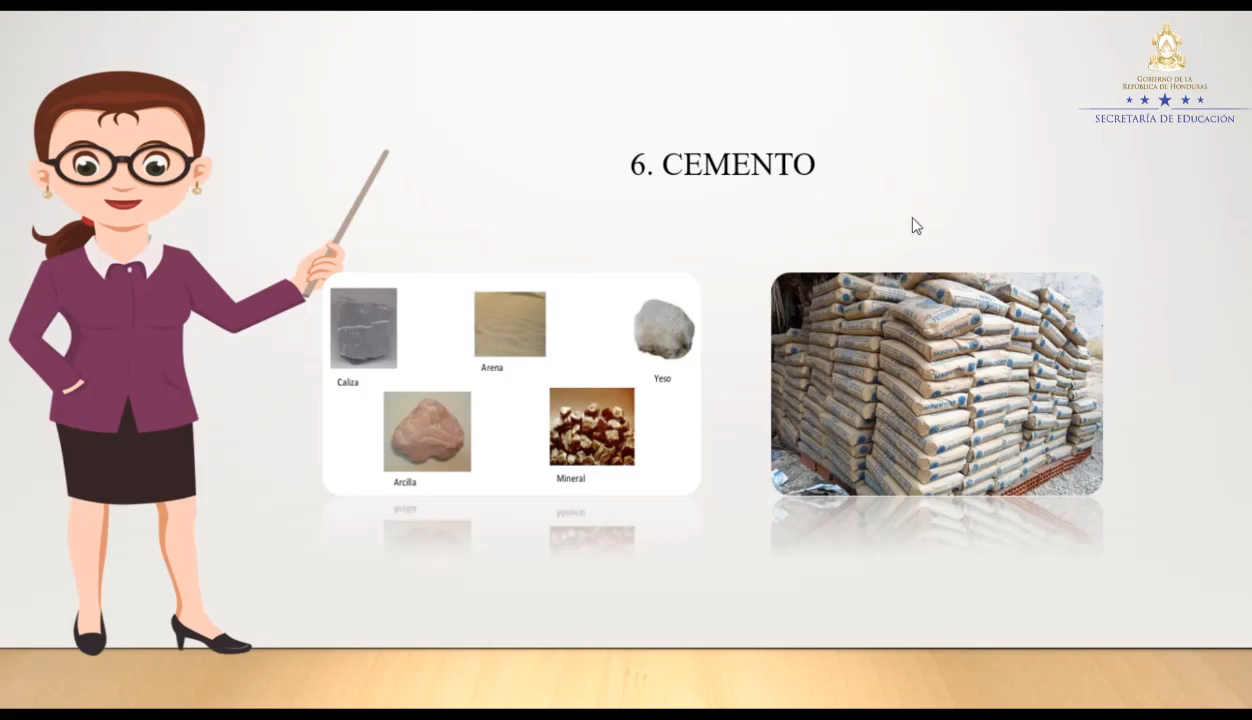 GOBIERNO DE LA
REPÚBLICA DE HONDURAS
SECRETARÍA DE EDUCACIÓN
6. CEMENTO
Caliza
Arena
Yeso
Arcilla
Mineral